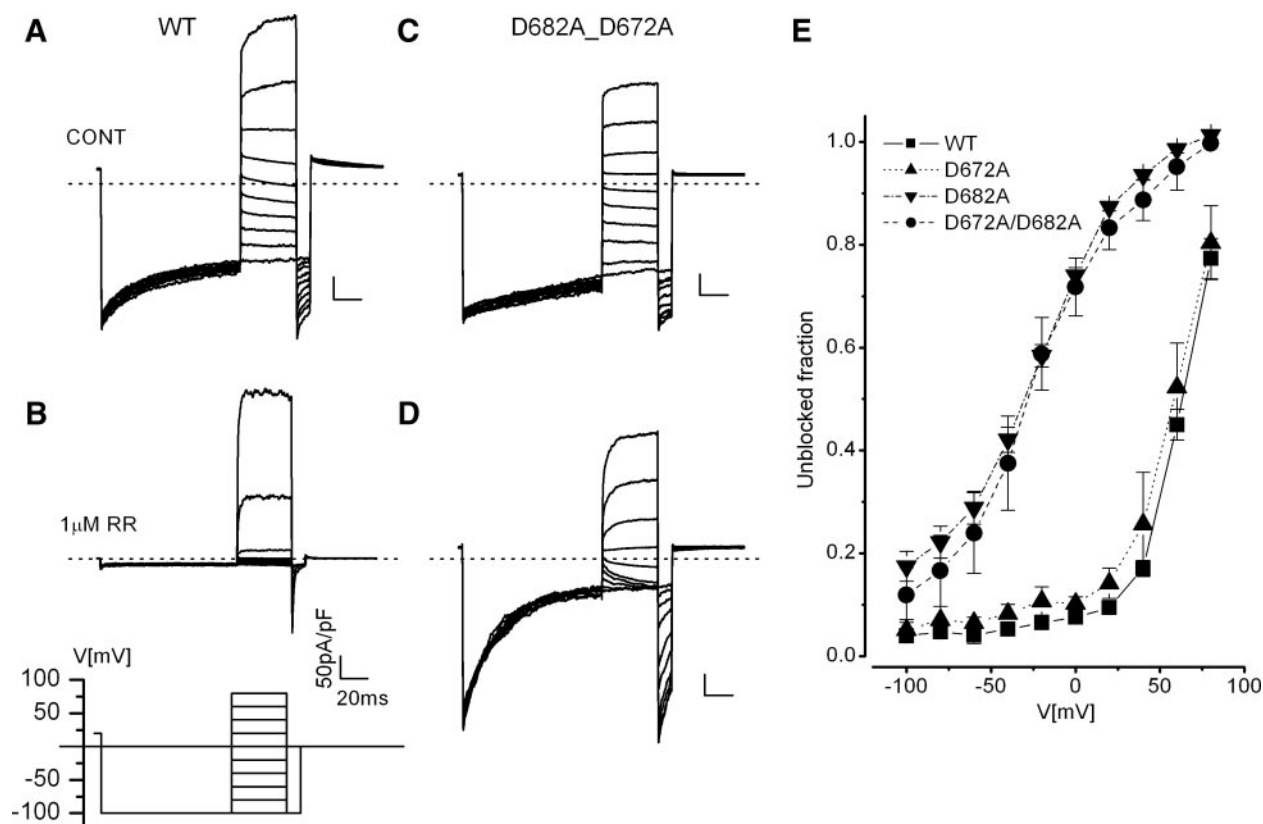 A
WT
CONT
B
1µM RR
50pA/pF
20ms
V[mV]
100
50
-50
-100
C
D682A_D672A
D
E
WT
D672A
D682A
D672A/D682A
Unblocked fraction
1.0
0.8
0.6
0.4
0.2
0.0
-100
-50
0
50
100
V[mV]